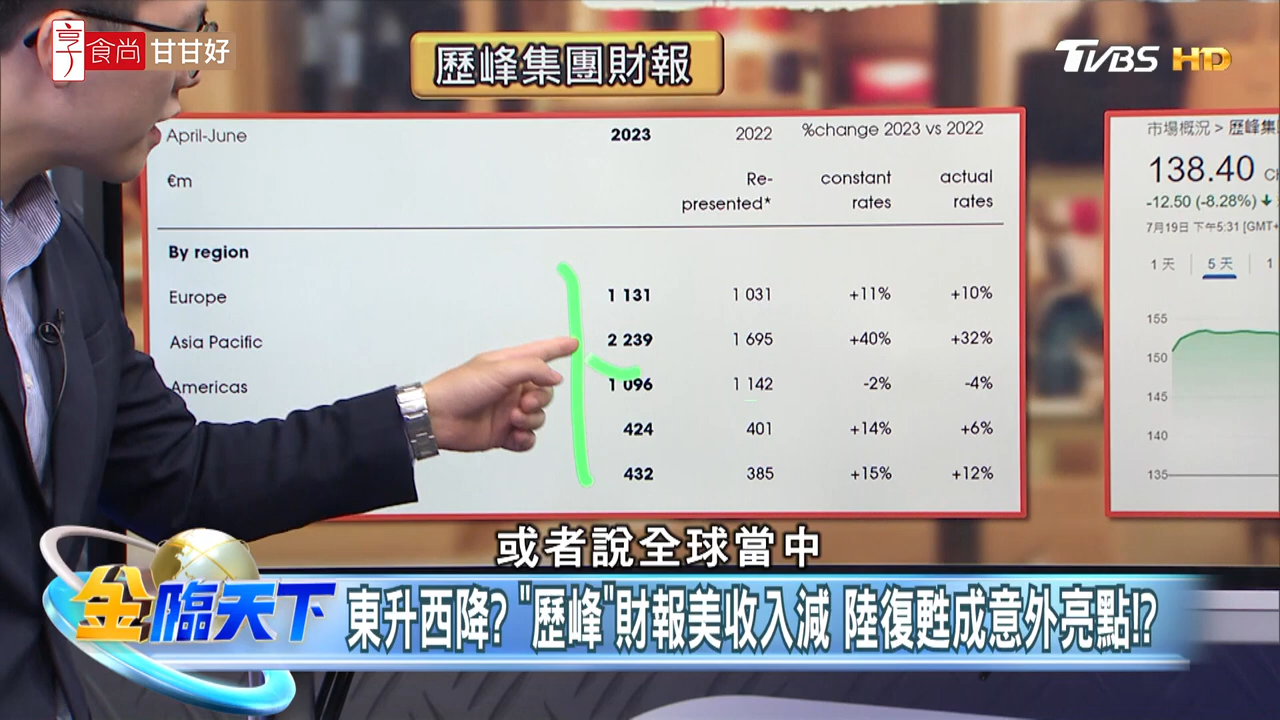 亨食尚 甘甘好
TVBS HD
歷峰集團財報
April-June 2023 2022 %change 2023 vs 2022
€m Re-presented* constant rates actual rates
By region
Europe 1 131 1 031 +11% +10%
Asia Pacific 2 239 1 695 +40% +32%
Americas 1 096 1 142 -2% -4%
424 401 +14% +6%
432 385 +15% +12%
市場概況 > 歷峰集
138.40
-12.50 (-8.28%)
7月19日 下午5:31 [GMT+
1 天 5 天 1
155
150
145
140
135
或者說全球當中
金臨天下
東升西降? "歷峰"財報美收入減 陸復甦成意外亮點!?